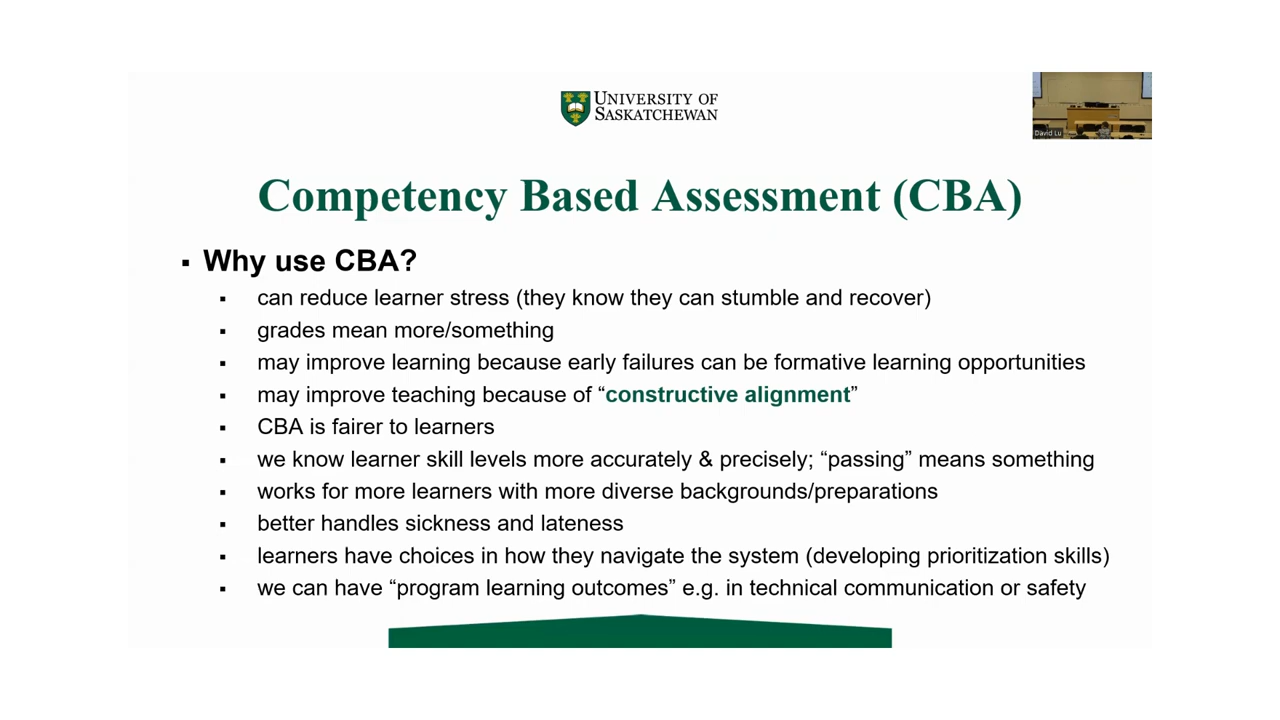 UNIVERSITY OF
SASKATCHEWAN
David Lu
Competency Based Assessment (CBA)
▪ Why use CBA?
▪ can reduce learner stress (they know they can stumble and recover)
▪ grades mean more/something
▪ may improve learning because early failures can be formative learning opportunities
▪ may improve teaching because of “constructive alignment”
▪ CBA is fairer to learners
▪ we know learner skill levels more accurately & precisely; “passing” means something
▪ works for more learners with more diverse backgrounds/preparations
▪ better handles sickness and lateness
▪ learners have choices in how they navigate the system (developing prioritization skills)
▪ we can have “program learning outcomes” e.g. in technical communication or safety